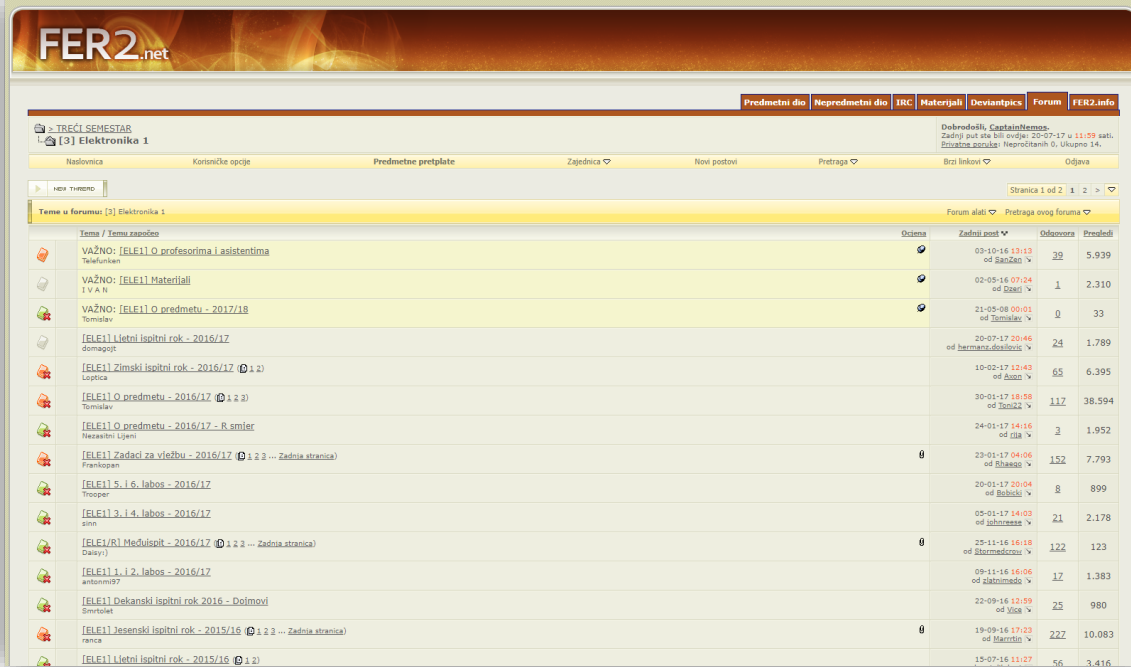 FER2.net
Predmetni dio Nepredmetni dio IRC Materijali Deviantpics Forum FER2.info
> TREĆI SEMESTAR
[3] Elektronika 1
Dobrodošli, CaptainNemos.
Zadnji put ste bili ovdje: 20-07-17 u 11:59 sati.
Privatne poruke: Nepročitanih 0, Ukupno 14.
Naslovnica Korisničke opcije Predmetne pretplate Zajednica Novi postovi Pretraga Brzi linkovi Odjava
NEW THREAD
Stranica 1 od 2 1 2 >
Teme u forumu: [3] Elektronika 1
Forum alati Pretraga ovog foruma
Tema / Temu započeo Ocjena Zadnji post Odgovora Pregledi
VAŽNO: [ELE1] O profesorima i asistentima
Telefunken
03-10-16 13:13
od SanZen
39 5.939
VAŽNO: [ELE1] Materijali
I V A N
02-05-16 07:24
od Dzeri
1 2.310
VAŽNO: [ELE1] O predmetu - 2017/18
Tomislav
21-05-08 00:01
od Tomislav
0 33
[ELE1] Ljetni ispitni rok - 2016/17
domagojt
20-07-17 20:46
od hermanz.dosilovic
24 1.789
[ELE1] Zimski ispitni rok - 2016/17 (1 2)
Loptica
10-02-17 12:43
od Axon
65 6.395
[ELE1] O predmetu - 2016/17 (1 2 3)
Tomislav
30-01-17 18:58
od Toni22
117 38.594
[ELE1] O predmetu - 2016/17 - R smjer
Nezasitni Lijeni
24-01-17 14:16
od rija
3 1.952
[ELE1] Zadaci za vježbu - 2016/17 (1 2 3 ... Zadnja stranica)
Frankopan
23-01-17 04:06
od Rhaego
152 7.793
[ELE1] 5. i 6. labos - 2016/17
Trooper
20-01-17 20:04
od Bobicki
8 899
[ELE1] 3. i 4. labos - 2016/17
sinn
05-01-17 14:03
od johnreese
21 2.178
[ELE1/R] Međuispit - 2016/17 (1 2 3 ... Zadnja stranica)
Daisy:)
25-11-16 16:18
od Stormedcrow
122 123
[ELE1] 1. i 2. labos - 2016/17
antonmi97
09-11-16 16:06
od zlatnimedo
17 1.383
[ELE1] Dekanski ispitni rok 2016 - Dojmovi
Smrtolet
22-09-16 12:59
od Vice
25 980
[ELE1] Jesenski ispitni rok - 2015/16 (1 2 3 ... Zadnja stranica)
ranca
19-09-16 17:23
od Marrrtin
227 10.083
[ELE1] Ljetni ispitni rok - 2015/16 (1 2)
15-07-16 11:27
56 3.416